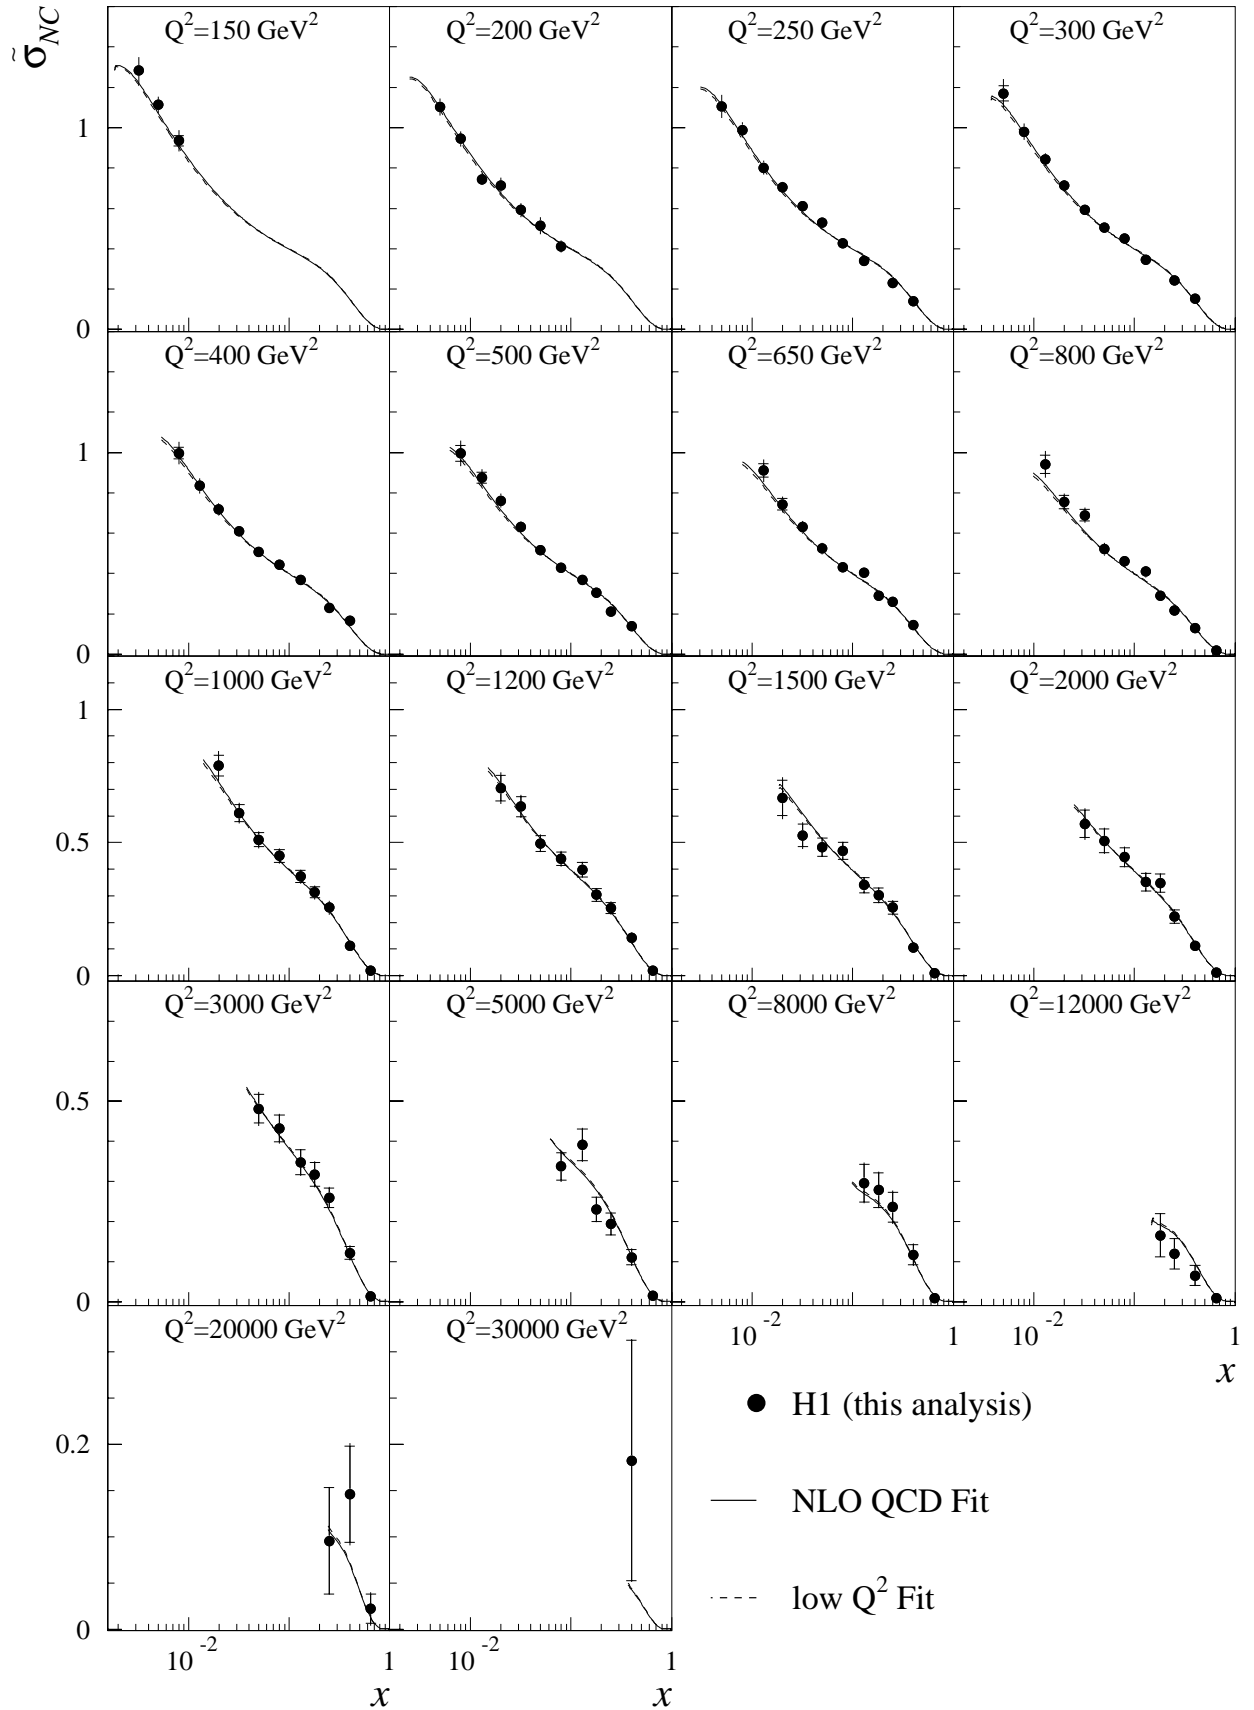 σ̃_NC
Q²=150 GeV² Q²=200 GeV² Q²=250 GeV² Q²=300 GeV²
1
0
Q²=400 GeV² Q²=500 GeV² Q²=650 GeV² Q²=800 GeV²
1
0
Q²=1000 GeV² Q²=1200 GeV² Q²=1500 GeV² Q²=2000 GeV²
1
0.5
0
Q²=3000 GeV² Q²=5000 GeV² Q²=8000 GeV² Q²=12000 GeV²
0.5
0
Q²=20000 GeV² Q²=30000 GeV²
10⁻² 1 10⁻² 1
x
H1 (this analysis)
0.2
NLO QCD Fit
low Q² Fit
0
10⁻² 1 10⁻² 1
x x